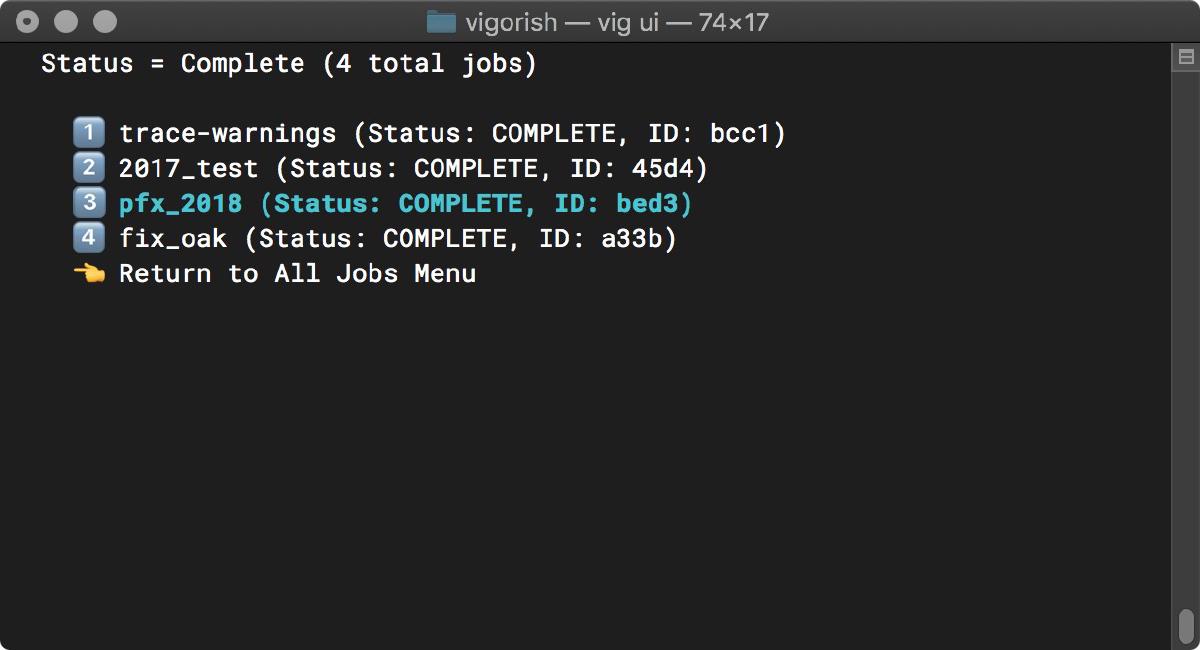 vigorish — vig ui — 74×17
Status = Complete (4 total jobs)
1 trace-warnings (Status: COMPLETE, ID: bcc1)
2 2017_test (Status: COMPLETE, ID: 45d4)
3 pfx_2018 (Status: COMPLETE, ID: bed3)
4 fix_oak (Status: COMPLETE, ID: a33b)
Return to All Jobs Menu